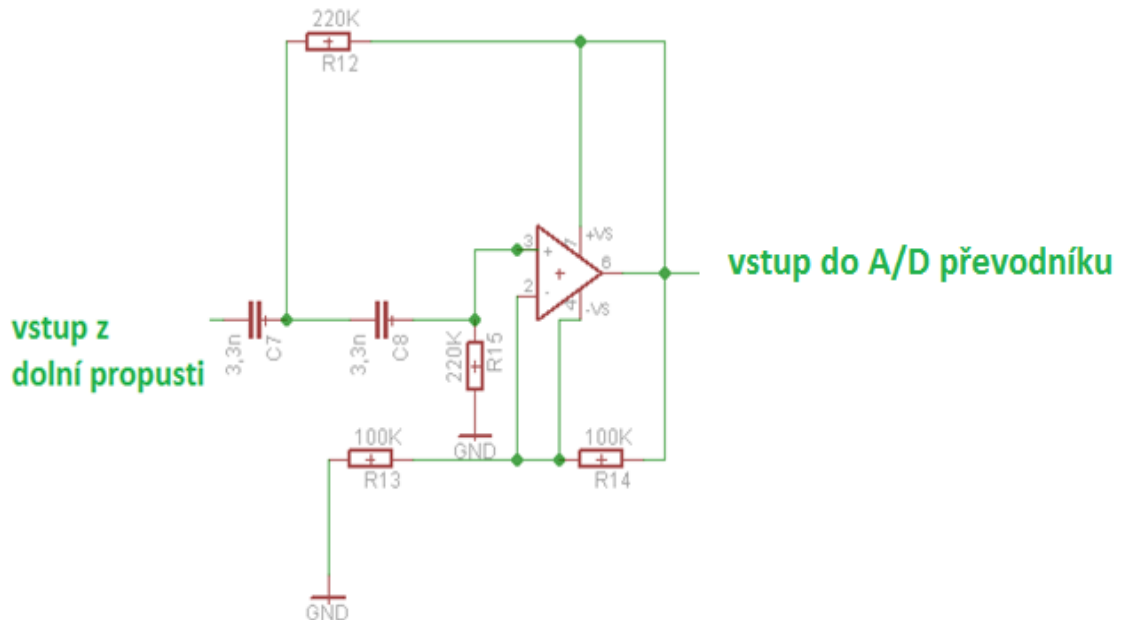 220K
R12
3
+
7
+VS
+
6
2
-
4
-VS
vstup do A/D převodníku
vstup z
dolní propusti
3,3n
C7
3,3n
C8
220K
R15
GND
100K
R13
100K
R14
GND